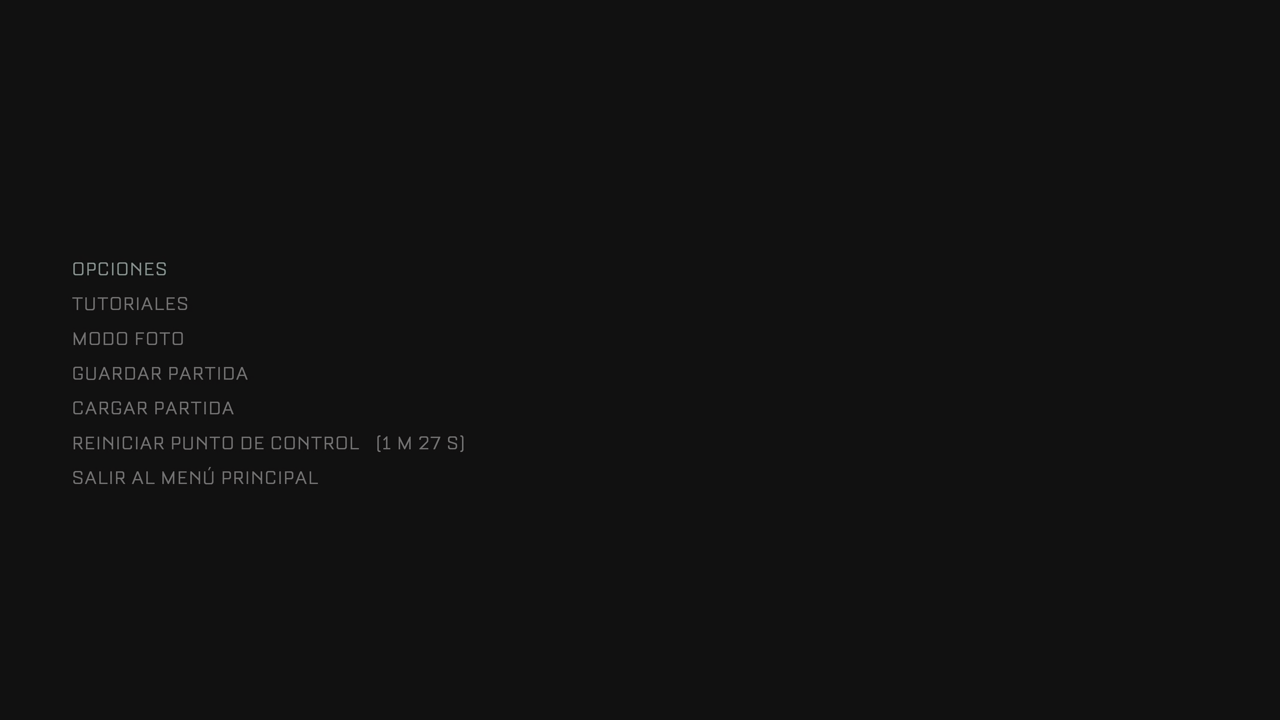 OPCIONES
TUTORIALES
MODO FOTO
GUARDAR PARTIDA
CARGAR PARTIDA
REINICIAR PUNTO DE CONTROL (1 M 27 S)
SALIR AL MENÚ PRINCIPAL